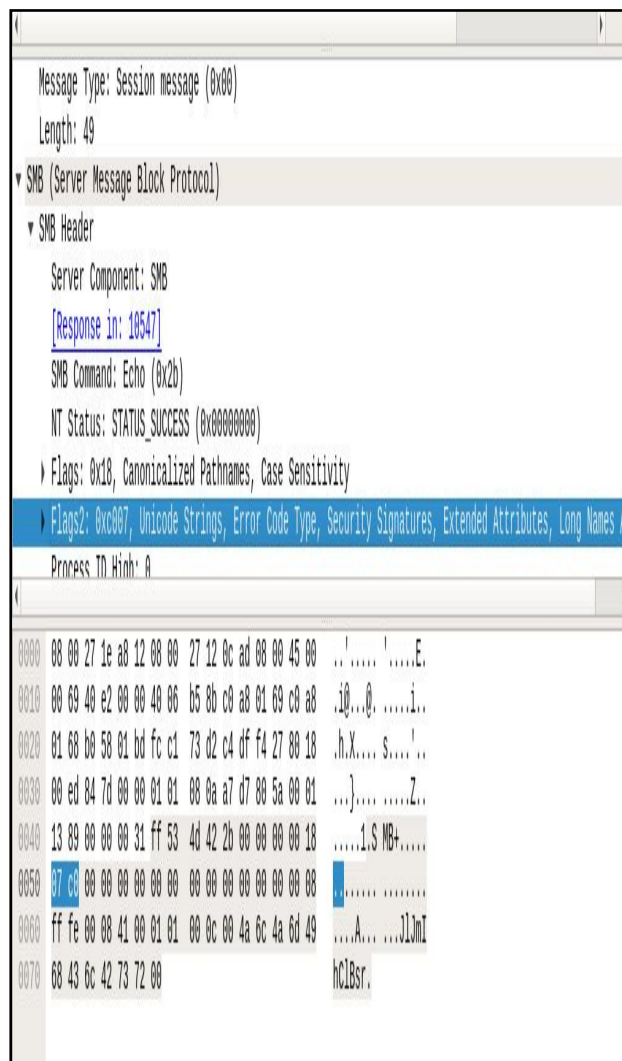 Message Type: Session message (0x00)
Length: 49
SMB (Server Message Block Protocol)
SMB Header
Server Component: SMB
[Response in: 10547]
SMB Command: Echo (0x2b)
NT Status: STATUS_SUCCESS (0x00000000)
Flags: 0x18, Canonicalized Pathnames, Case Sensitivity
Flags2: 0xc007, Unicode Strings, Error Code Type, Security Signatures, Extended Attributes, Long Names A
Process ID High: 0
0000 08 00 27 1e a8 12 08 00 27 12 0c ad 08 00 45 00 ..'..... '.....E.
0010 00 69 40 e2 00 00 40 06 b5 8b c0 a8 01 69 c0 a8 .i@...@. .....i..
0020 01 68 b0 58 01 bd fc c1 73 d2 c4 df f4 27 80 18 .h.X.... s....'..
0030 00 ed 84 7d 00 00 01 01 08 0a a7 d7 80 5a 00 01 ...}.... .....Z..
0040 13 89 00 00 00 31 ff 53 4d 42 2b 00 00 00 00 18 .....1.S MB+.....
0050 07 c0 00 00 00 00 00 00 00 00 00 00 00 00 00 08 ........ ........
0060 ff fe 00 08 41 00 01 01 00 0c 00 4a 6c 4a 6d 49 ....A... ...JlJmI
0070 68 43 6c 42 73 72 00 hClBsr.